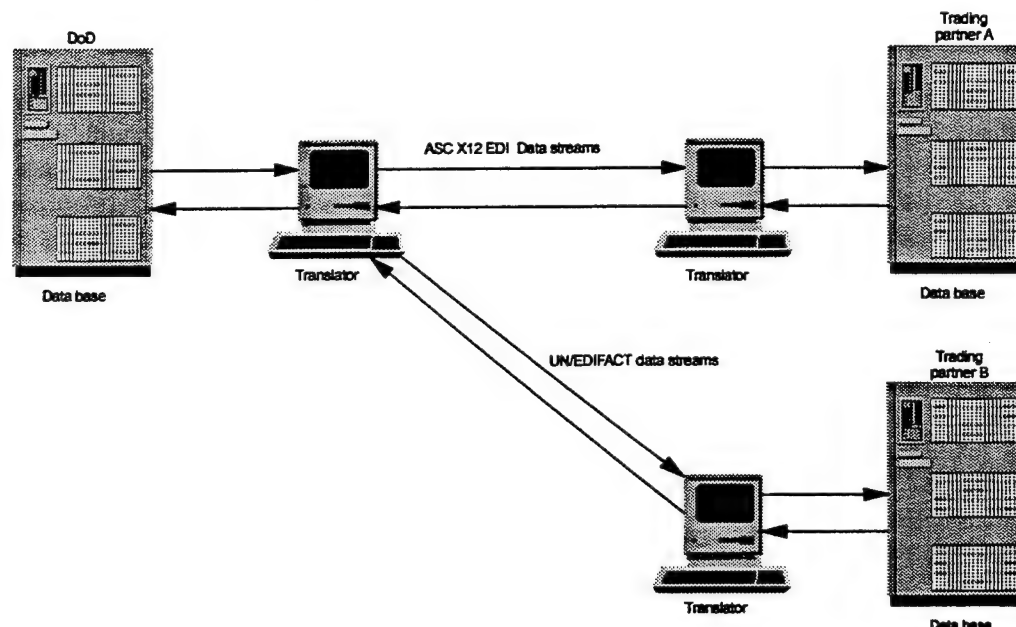 DoD
Trading
partner A
ASC X12 EDI Data streams
Translator
Translator
Data base
Data base
UN/EDIFACT data streams
Trading
partner B
Translator
Data base